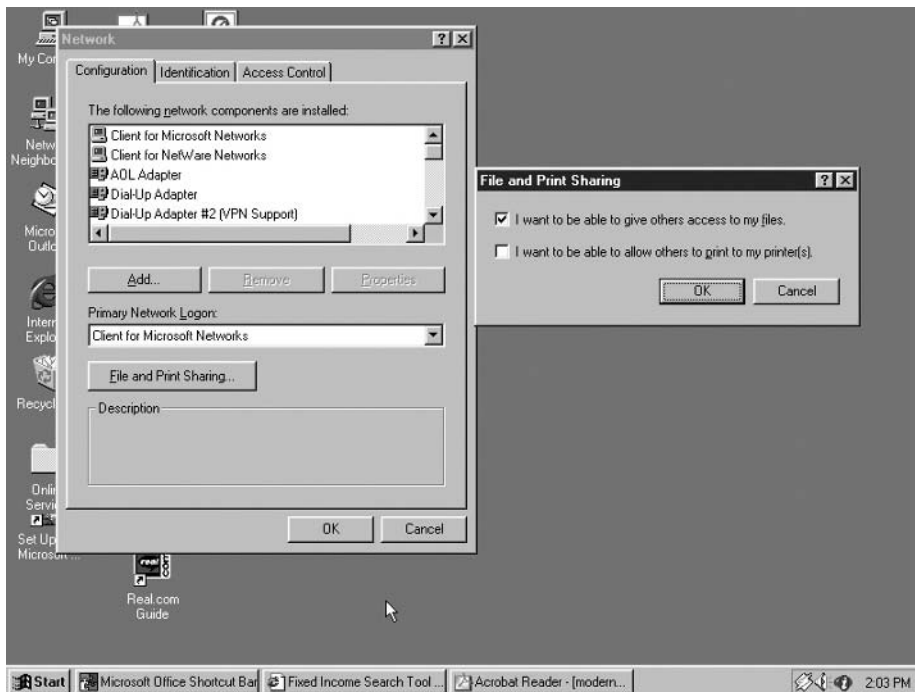 My Cor
Netw
Neighbo
Micro
Outlo
Intern
Explo
Recycl
Onlin
Servi
Set Up
Microsoft ...
Real.com
Guide
Network
Configuration
Identification
Access Control
The following network components are installed:
Client for Microsoft Networks
Client for NetWare Networks
AOL Adapter
Dial-Up Adapter
Dial-Up Adapter #2 (VPN Support)
Add...
Remove
Properties
Primary Network Logon:
Client for Microsoft Networks
File and Print Sharing...
Description
OK
Cancel
File and Print Sharing
I want to be able to give others access to my files.
I want to be able to allow others to print to my printer(s).
OK
Cancel
Start
Microsoft Office Shortcut Bar
Fixed Income Search Tool ...
Acrobat Reader - [modern...
2:03 PM